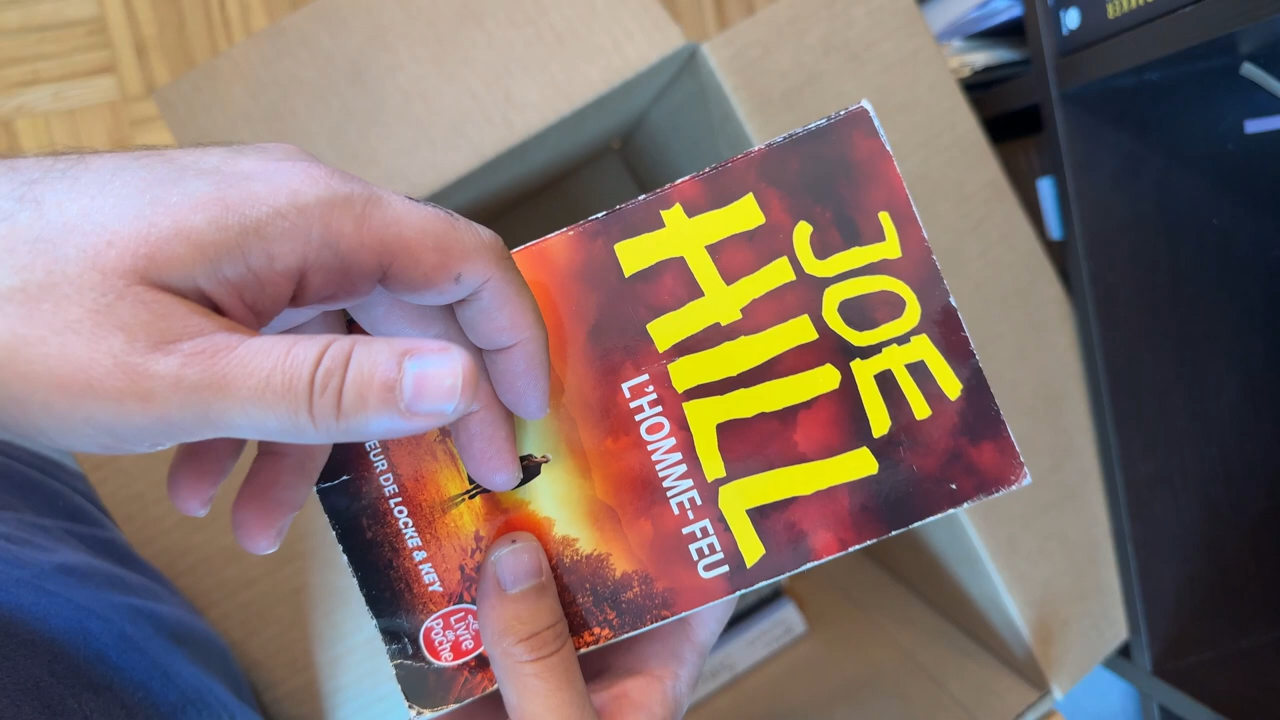 JOE
HILL
L'HOMME-FEU
EUR DE LOCKE & KEY
Le
Livre
de
Poche